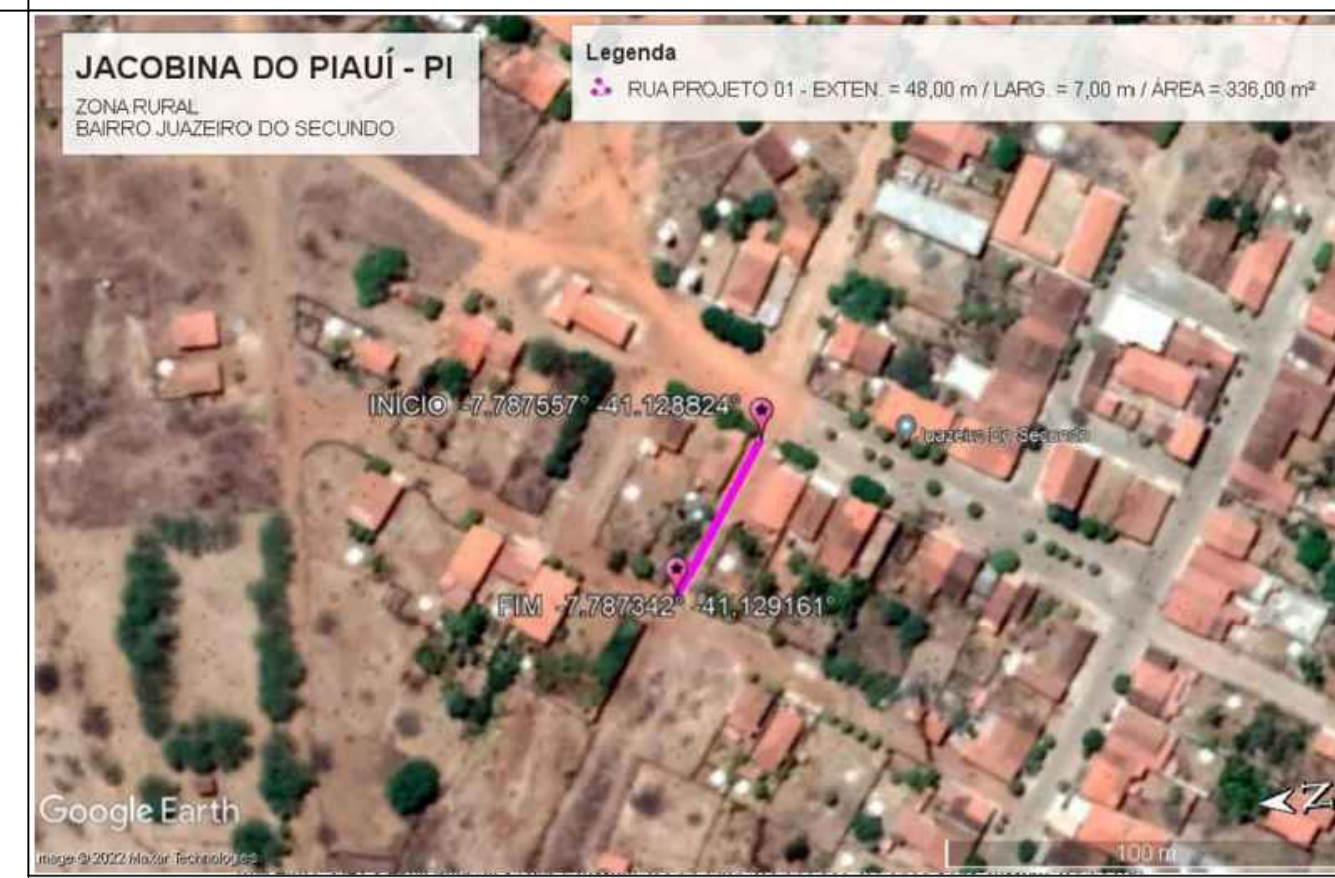 JACOBINA DO PIAUÍ - PI
ZONA RURAL
BAIRRO JUAZEIRO DO SECUNDO
Legenda
RUA PROJETO 01 - EXTEN. = 48,00 m / LARG. = 7,00 m / ÁREA = 336,00 m²
INÍCIO -7.787557° -41.128824°
Juazeiro Do Secundo
FIM -7.787342° -41.129161°
Google Earth
Image © 2022 Maxar Technologies
100 m